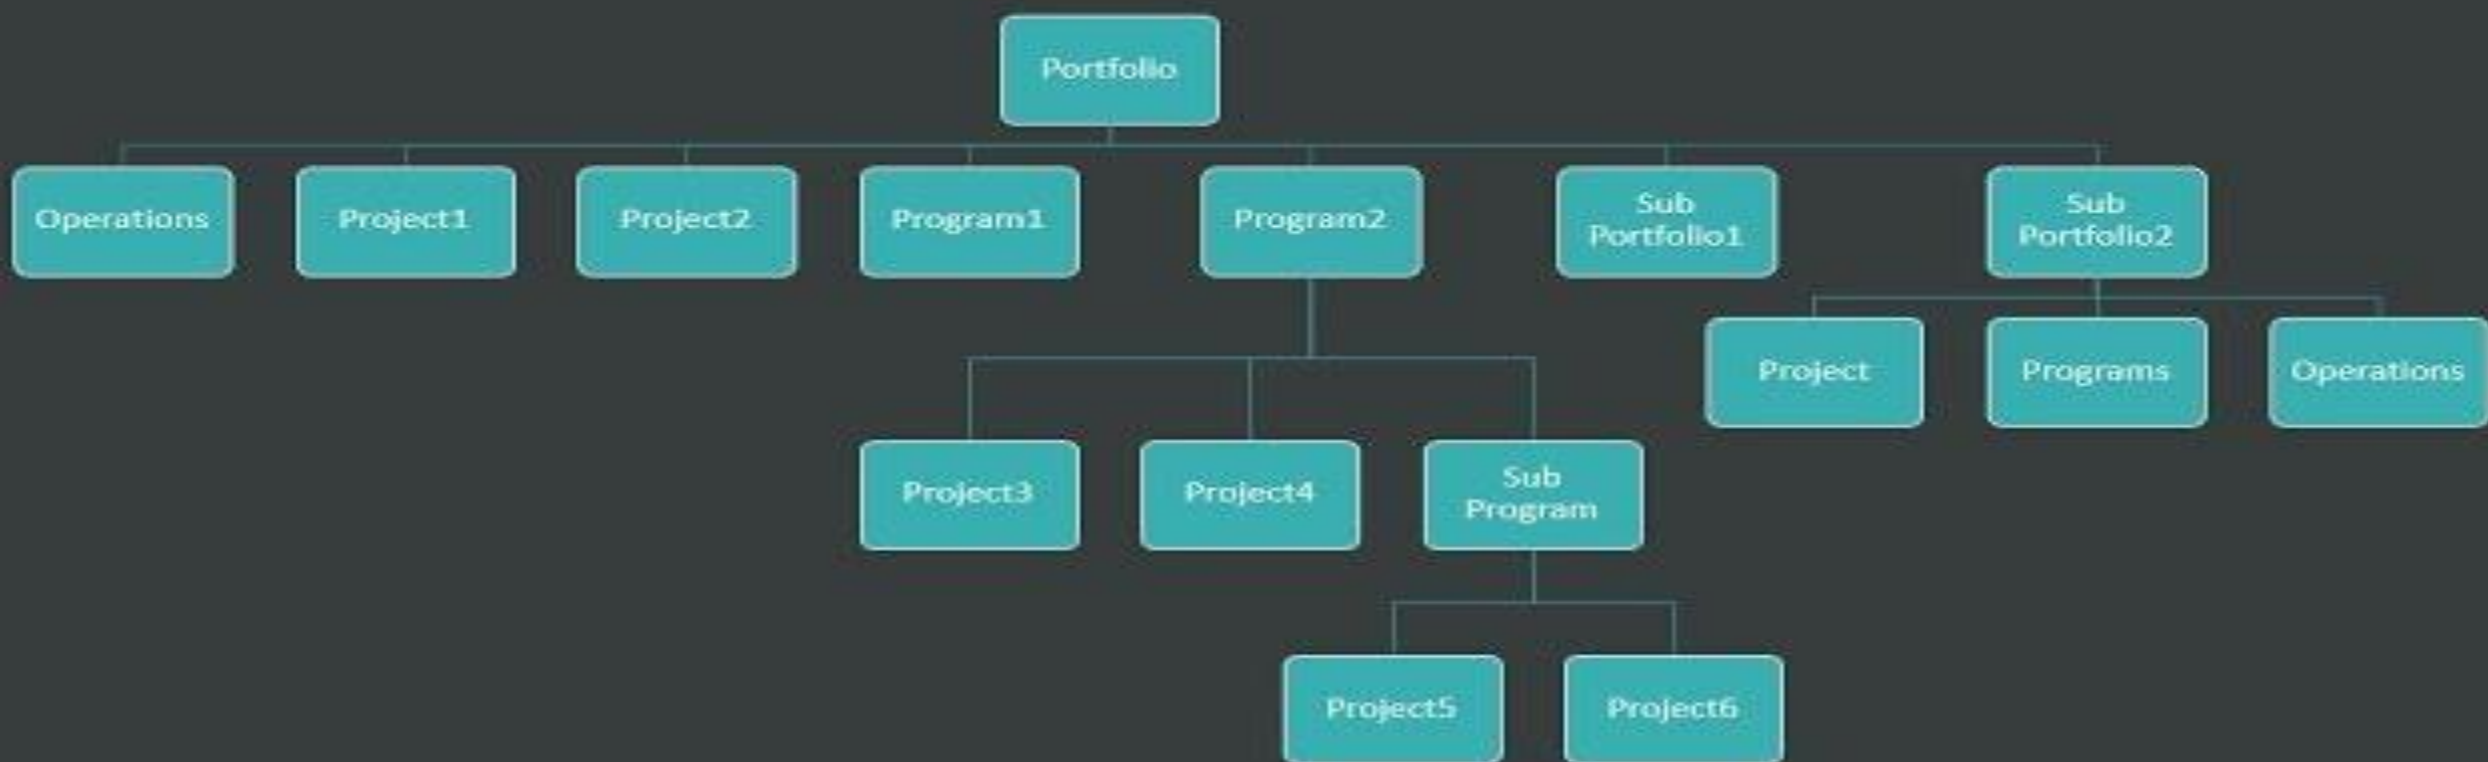 Portfolio
Operations
Project1
Project2
Program1
Program2
Sub
Portfolio1
Sub
Portfolio2
Project
Programs
Operations
Project3
Project4
Sub
Program
Project5
Project6